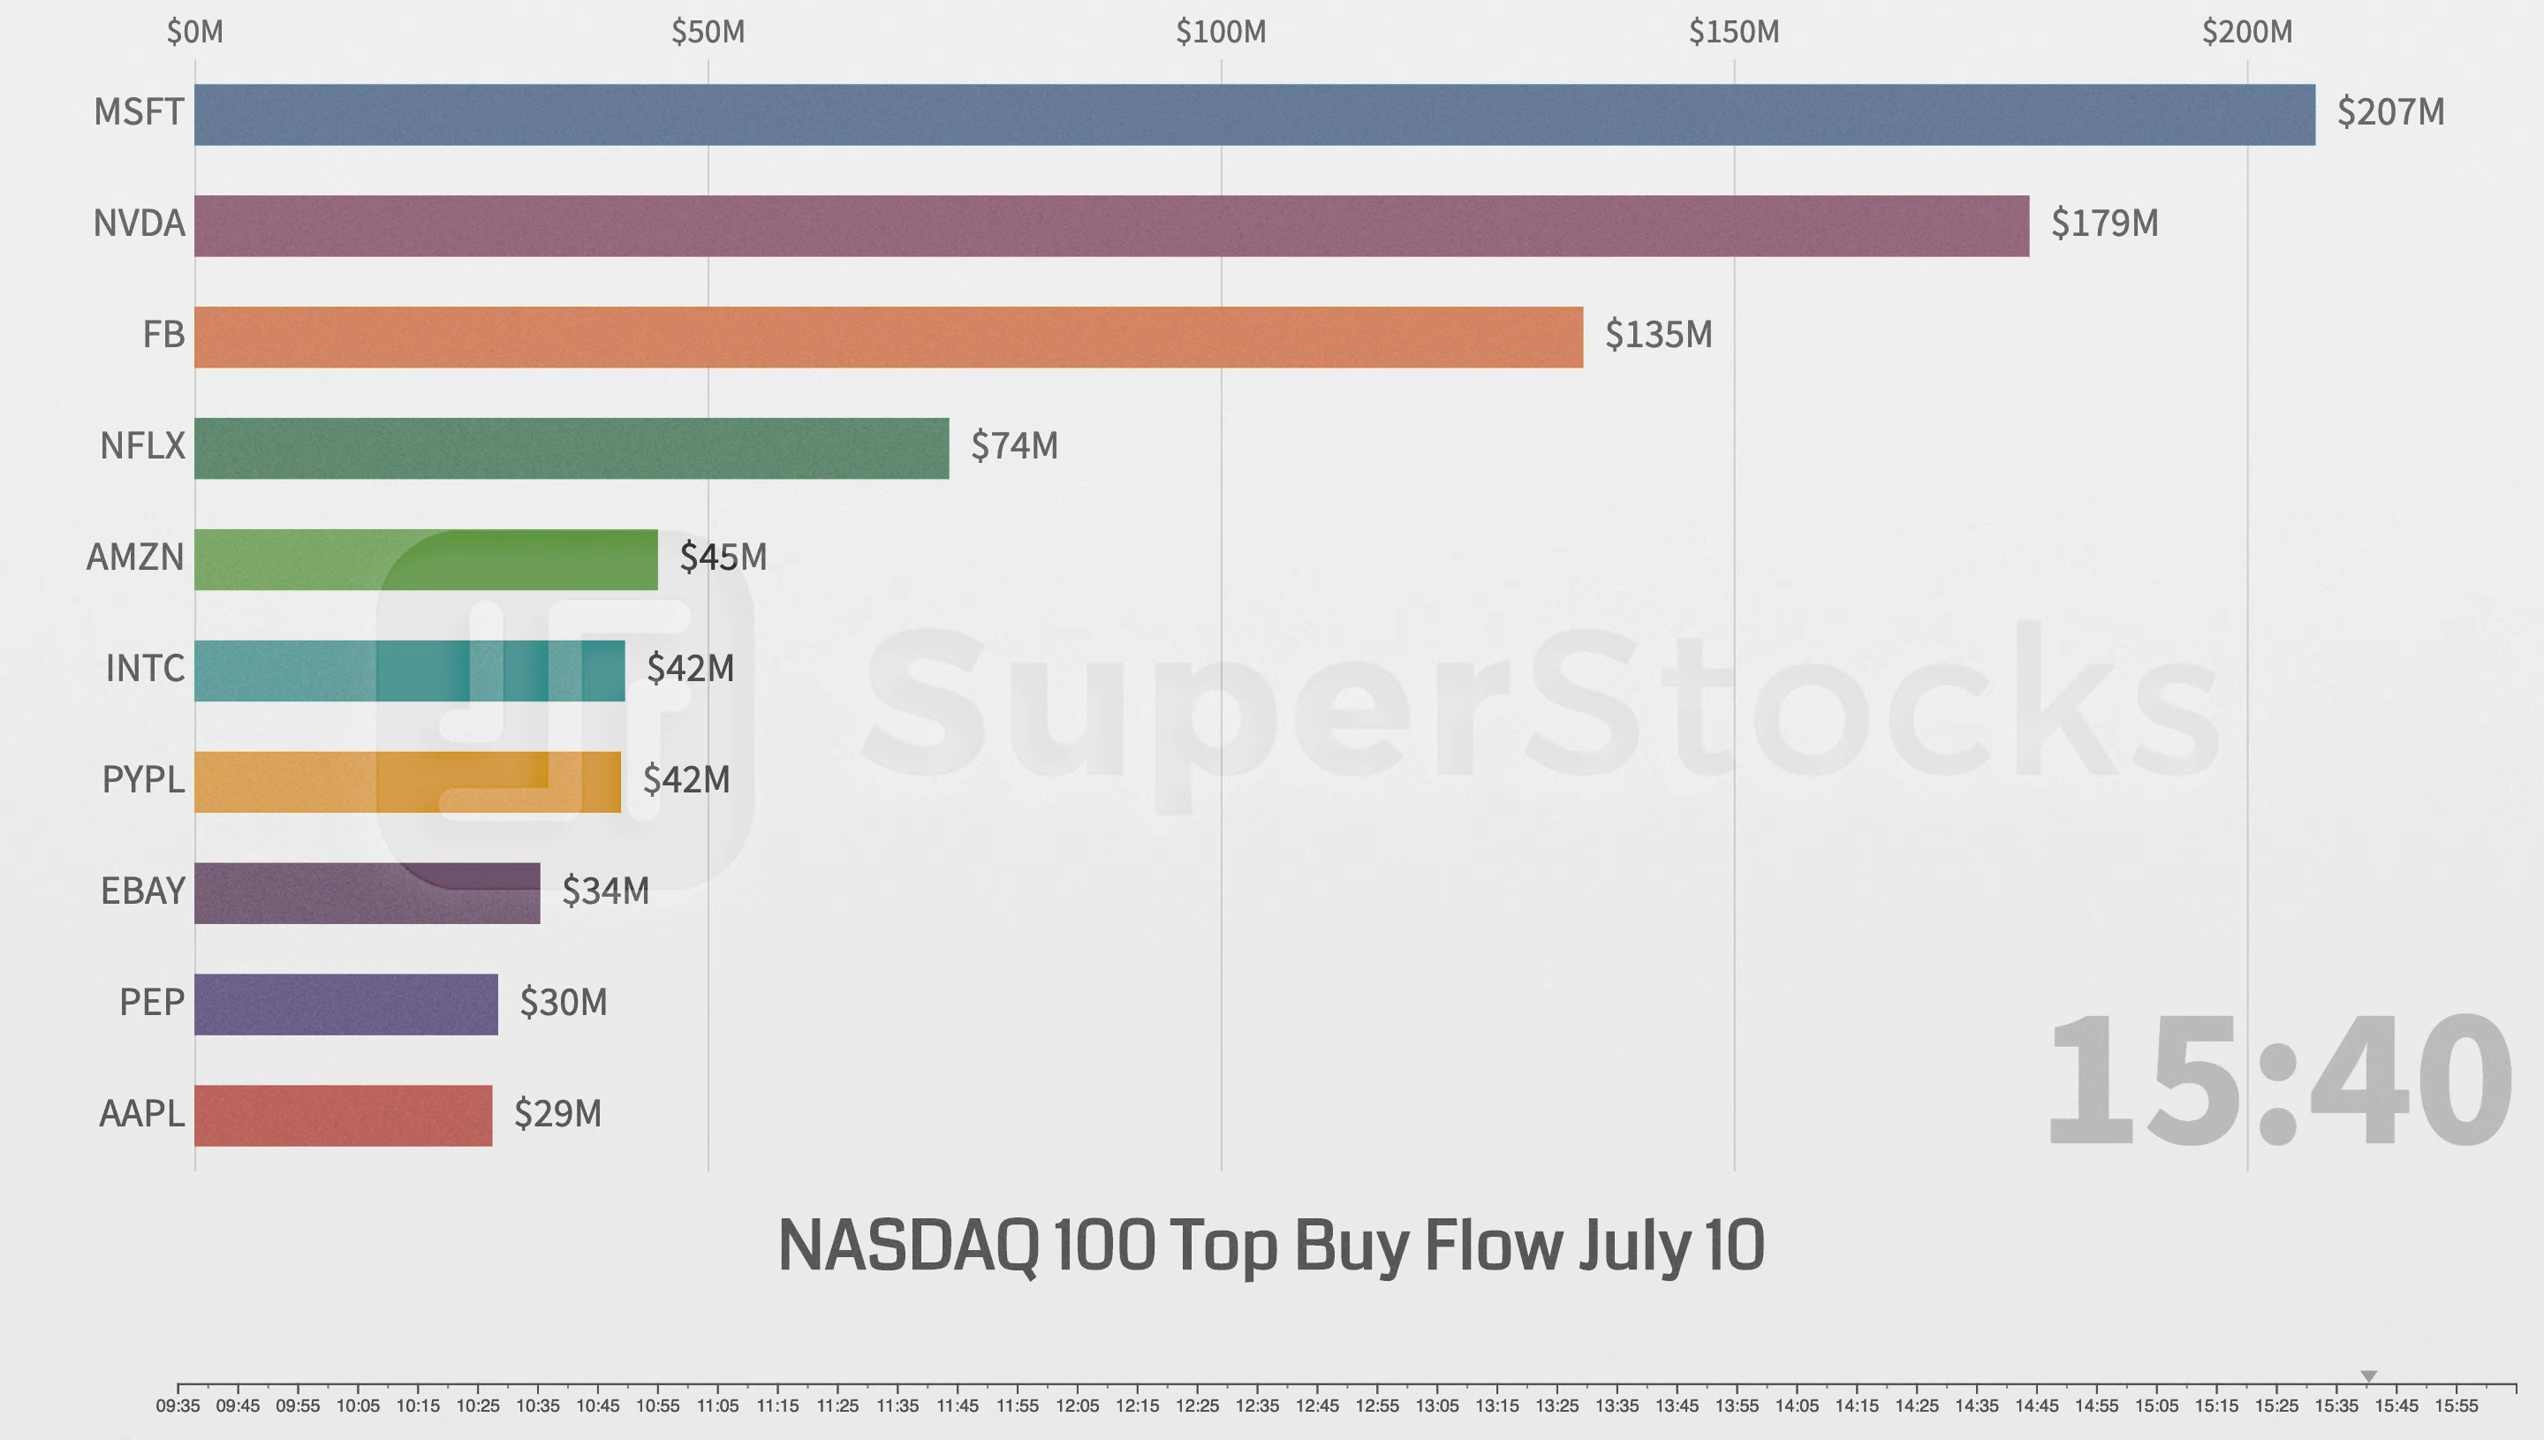 $0M $50M $100M $150M $200M
MSFT $207M
NVDA $179M
FB $135M
NFLX $74M
AMZN $45M
INTC $42M
SuperStocks
PYPL $42M
EBAY $34M
PEP $30M
AAPL $29M
15:40
NASDAQ 100 Top Buy Flow July 10
09:35 09:45 09:55 10:05 10:15 10:25 10:35 10:45 10:55 11:05 11:15 11:25 11:35 11:45 11:55 12:05 12:15 12:25 12:35 12:45 12:55 13:05 13:15 13:25 13:35 13:45 13:55 14:05 14:15 14:25 14:35 14:45 14:55 15:05 15:15 15:25 15:35 15:45 15:55